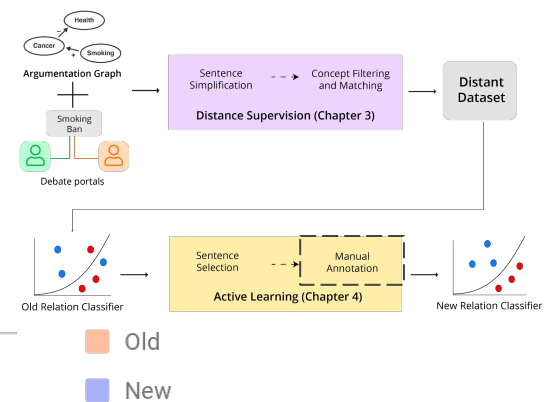 Health
Cancer
Smoking
−
+
Argumentation Graph
Smoking
Ban
Debate portals
Sentence
Simplification
Concept Filtering
and Matching
Distance Supervision (Chapter 3)
Distant
Dataset
Old Relation Classifier
Sentence
Selection
Manual
Annotation
Active Learning (Chapter 4)
New Relation Classifier
Old
New